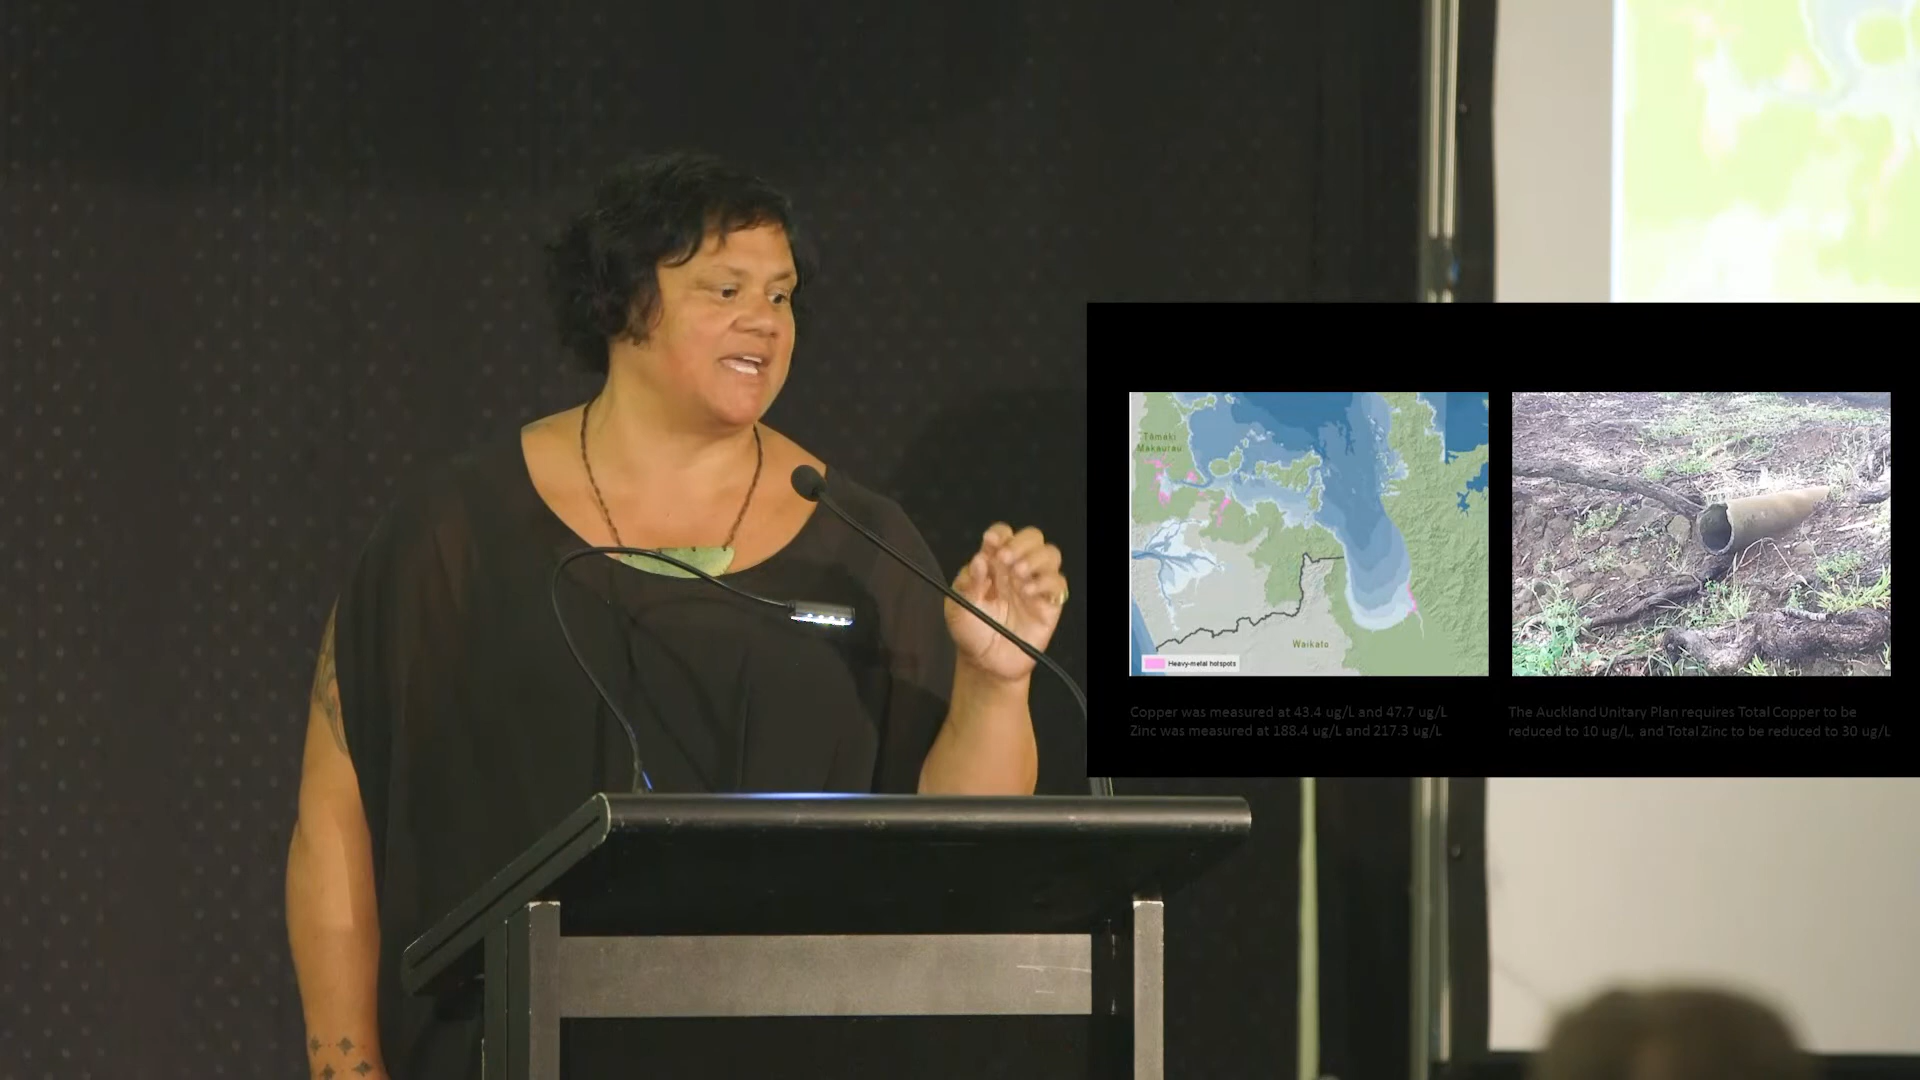 Tāmaki
Makaurau
Waikato
Heavy-metal hotspots
Copper was measured at 43.4 ug/L and 47.7 ug/L
Zinc was measured at 188.4 ug/L and 217.3 ug/L
The Auckland Unitary Plan requires Total Copper to be
reduced to 10 ug/L, and Total Zinc to be reduced to 30 ug/L